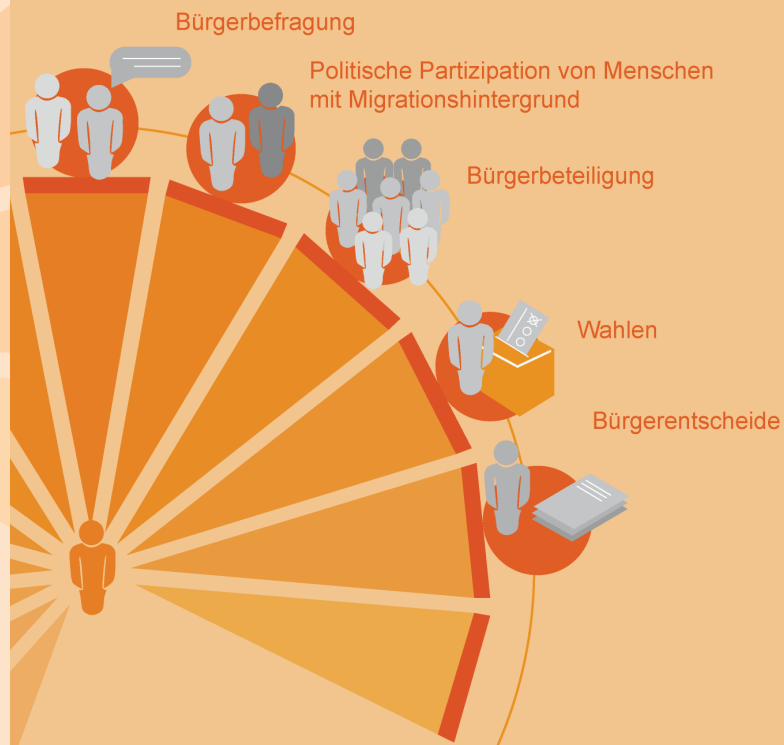 Bürgerbefragung
Politische Partizipation von Menschen
mit Migrationshintergrund
Bürgerbeteiligung
Wahlen
Bürgerentscheide